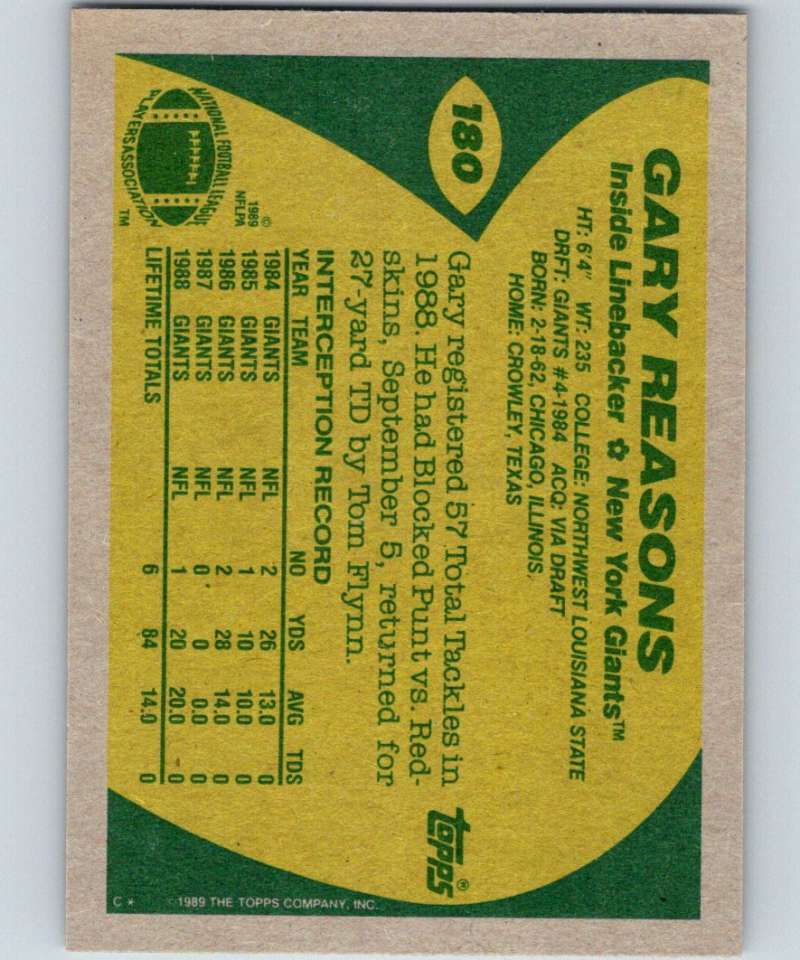 180
GARY REASONS
Inside Linebacker ✿ New York Giants™
HT: 6'4" WT: 235 COLLEGE: NORTHWEST LOUISIANA STATE
DRFT: GIANTS #4-1984 ACQ: VIA DRAFT
BORN: 2-18-62, CHICAGO, ILLINOIS,
HOME: CROWLEY, TEXAS
Gary registered 57 Total Tackles in
1988. He had Blocked Punt vs. Red-
skins, September 5, returned for
27-yard TD by Tom Flynn.
topps®
NATIONAL FOOTBALL LEAGUE
PLAYERS ASSOCIATION
TM
©
1989
NFLPA
INTERCEPTION RECORD
YEAR TEAM NO YDS AVG TDS
1984 GIANTS NFL 2 26 13.0 0
1985 GIANTS NFL 1 10 10.0 0
1986 GIANTS NFL 2 28 14.0 0
1987 GIANTS NFL 0 0 0.0 0
1988 GIANTS NFL 1 20 20.0 0
LIFETIME TOTALS 6 84 14.0 0
C * ©1989 THE TOPPS COMPANY, INC.